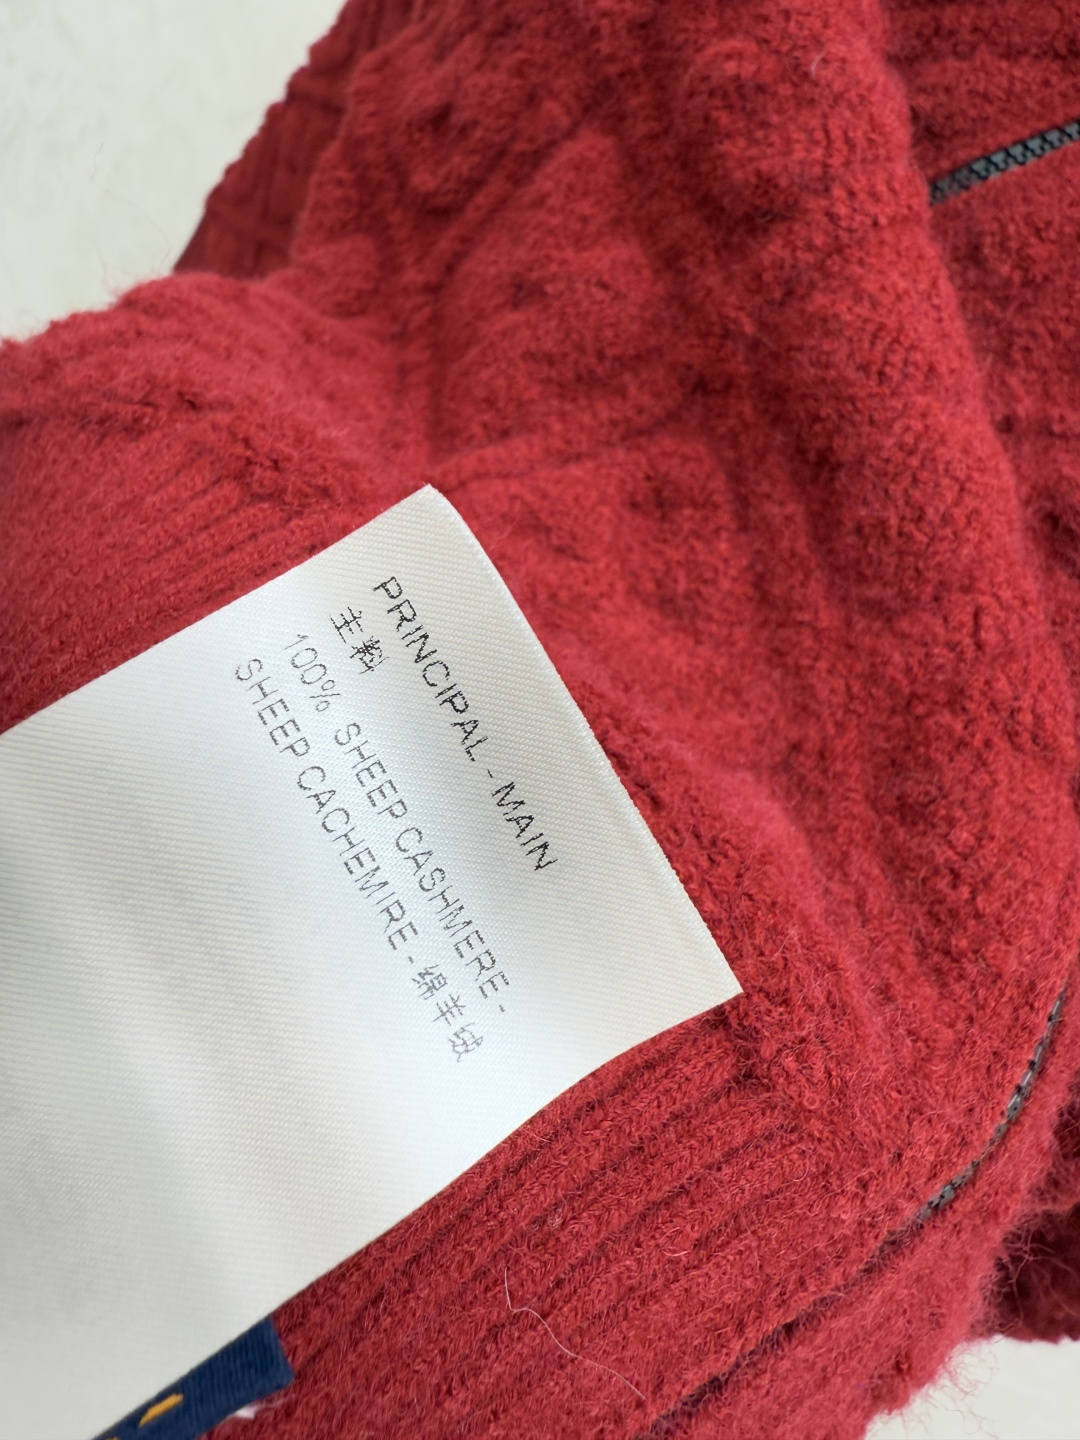 PRINCIPAL - MAIN
主料
100% SHEEP CASHMERE -
SHEEP CACHEMIRE - 绵羊绒